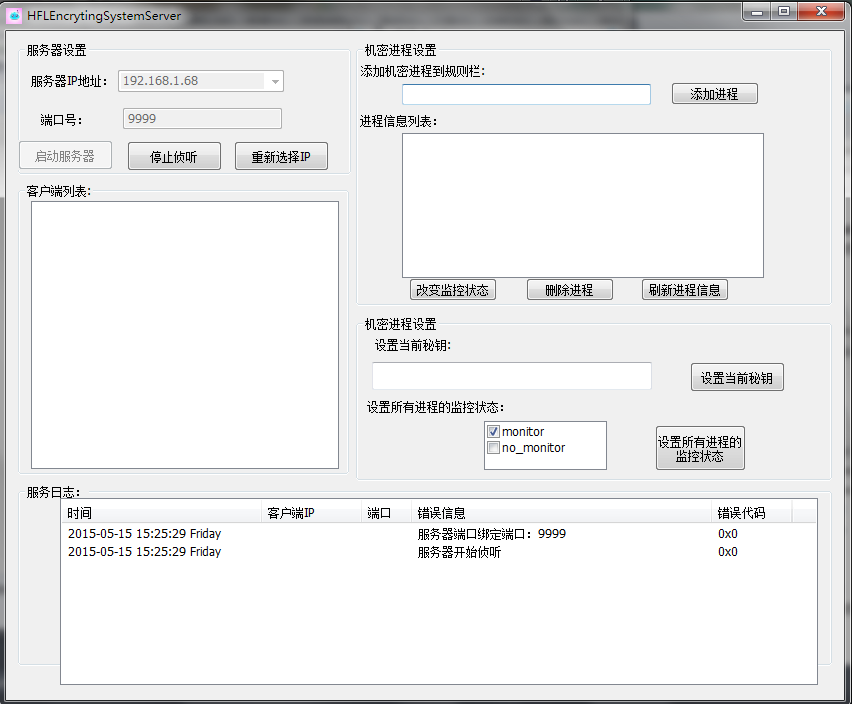 HFLEncrytingSystemServer
服务器设置
服务器IP地址：
192.168.1.68
端口号：
9999
启动服务器
停止侦听
重新选择IP
客户端列表:
机密进程设置
添加机密进程到规则栏:
添加进程
进程信息列表：
改变监控状态
删除进程
刷新进程信息
机密进程设置
设置当前秘钥:
设置当前秘钥
设置所有进程的监控状态：
monitor
no_monitor
设置所有进程的
监控状态
服务日志：
时间 客户端IP 端口 错误信息 错误代码
2015-05-15 15:25:29 Friday 服务器端口绑定端口：9999 0x0
2015-05-15 15:25:29 Friday 服务器开始侦听 0x0